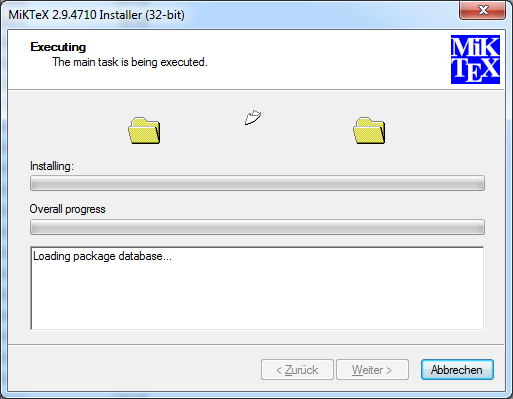 MiKTeX 2.9.4710 Installer (32-bit)
Executing
The main task is being executed.
MiK
TEX
Installing:
Overall progress
Loading package database...
< Zurück
Weiter >
Abbrechen